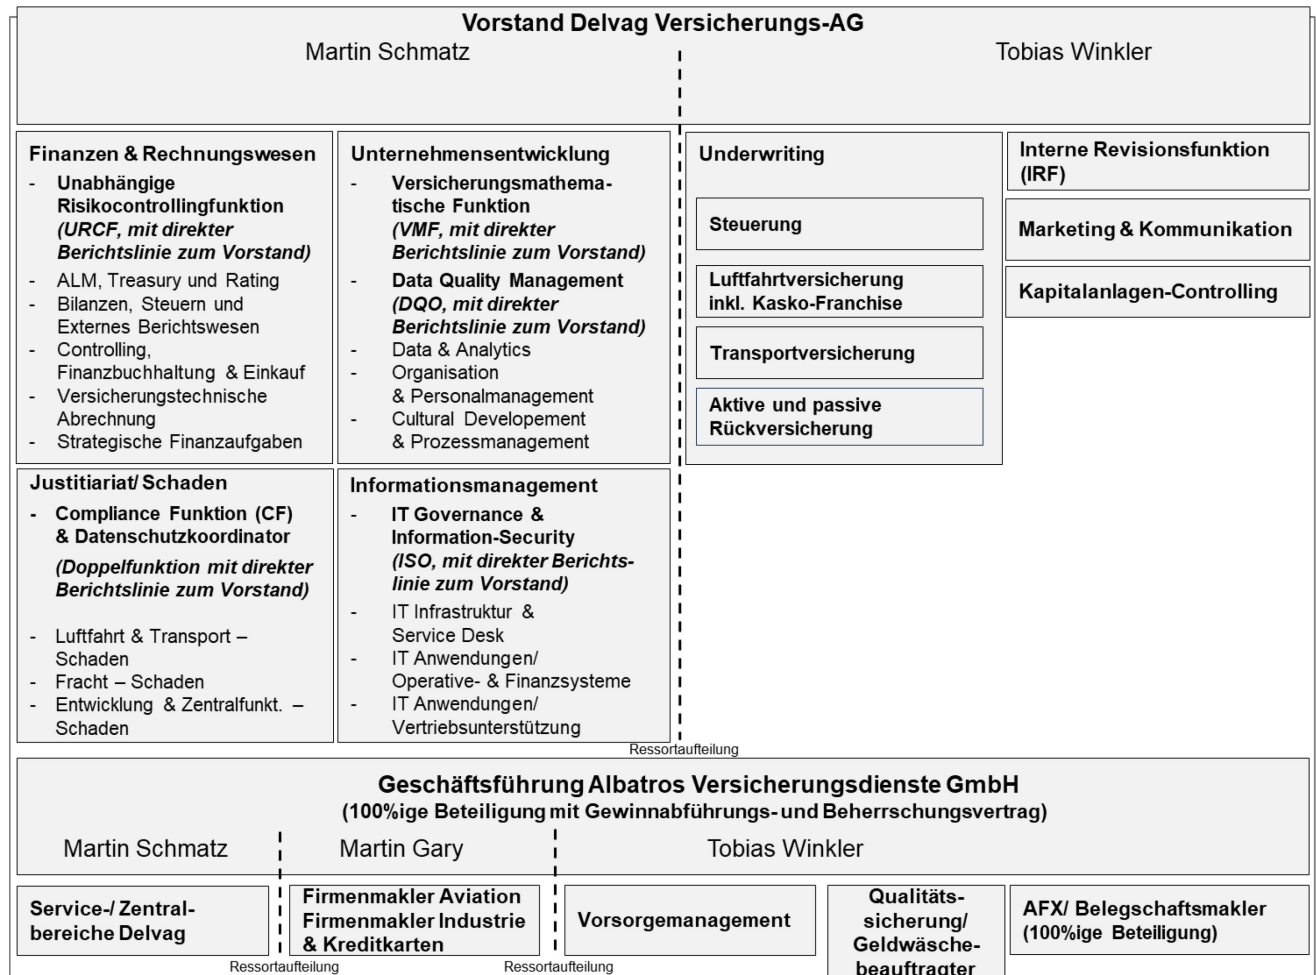 Vorstand Delvag Versicherungs-AG
Martin Schmatz
Tobias Winkler
Finanzen & Rechnungswesen
- Unabhängige
Risikocontrollingfunktion
(URCF, mit direkter
Berichtslinie zum Vorstand)
- ALM, Treasury und Rating
- Bilanzen, Steuern und
Externes Berichtswesen
- Controlling,
Finanzbuchhaltung & Einkauf
- Versicherungstechnische
Abrechnung
- Strategische Finanzaufgaben
Unternehmensentwicklung
- Versicherungsmathema-
tische Funktion
(VMF, mit direkter
Berichtslinie zum Vorstand)
- Data Quality Management
(DQO, mit direkter
Berichtslinie zum Vorstand)
- Data & Analytics
- Organisation
& Personalmanagement
- Cultural Developement
& Prozessmanagement
Underwriting
Steuerung
Luftfahrtversicherung
inkl. Kasko-Franchise
Transportversicherung
Aktive und passive
Rückversicherung
Interne Revisionsfunktion
(IRF)
Marketing & Kommunikation
Kapitalanlagen-Controlling
Justitiariat/ Schaden
- Compliance Funktion (CF)
& Datenschutzkoordinator
(Doppelfunktion mit direkter
Berichtslinie zum Vorstand)
- Luftfahrt & Transport –
Schaden
- Fracht – Schaden
- Entwicklung & Zentralfunkt. –
Schaden
Informationsmanagement
- IT Governance &
Information-Security
(ISO, mit direkter Berichts-
linie zum Vorstand)
- IT Infrastruktur &
Service Desk
- IT Anwendungen/
Operative- & Finanzsysteme
- IT Anwendungen/
Vertriebsunterstützung
Ressortaufteilung
Geschäftsführung Albatros Versicherungsdienste GmbH
(100%ige Beteiligung mit Gewinnabführungs- und Beherrschungsvertrag)
Martin Schmatz
Martin Gary
Tobias Winkler
Service-/ Zentral-
bereiche Delvag
Firmenmakler Aviation
Firmenmakler Industrie
& Kreditkarten
Vorsorgemanagement
Qualitäts-
sicherung/
Geldwäsche-
beauftragter
AFX/ Belegschaftsmakler
(100%ige Beteiligung)
Ressortaufteilung
Ressortaufteilung